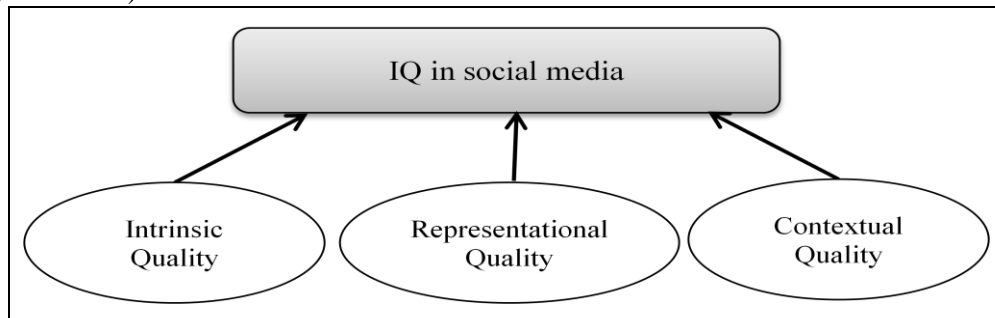 IQ in social media
Intrinsic
Quality
Representational
Quality
Contextual
Quality